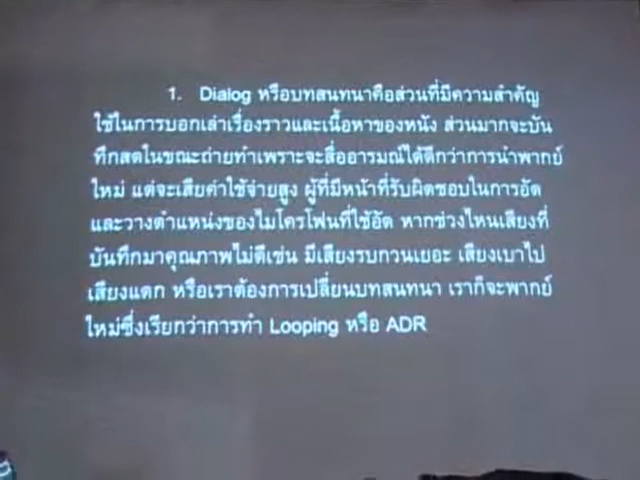 1. Dialog หรือบทสนทนาคือส่วนที่มีความสำคัญ
ใช้ในการบอกเล่าเรื่องราวและเนื้อหาของหนัง ส่วนมากจะบัน
ทึกสดในขณะถ่ายทำเพราะจะสื่ออารมณ์ได้ดีกว่าการนำพากย์
ใหม่ แต่จะเสียค่าใช้จ่ายสูง ผู้ที่มีหน้าที่รับผิดชอบในการอัด
และวางตำแหน่งของไมโครโฟนที่ใช้อัด หากช่วงไหนเสียงที่
บันทึกมาคุณภาพไม่ดีเช่น มีเสียงรบกวนเยอะ เสียงเบาไป
เสียงแตก หรือเราต้องการเปลี่ยนบทสนทนา เราก็จะพากย์
ใหม่ซึ่งเรียกว่าการทำ Looping หรือ ADR